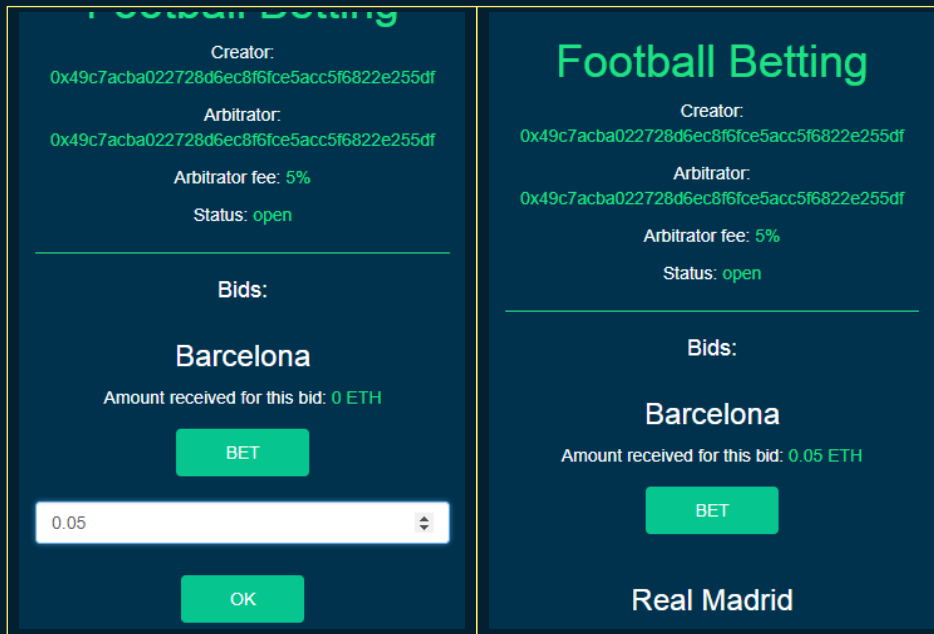 Football Betting
Creator:
0x49c7acba022728d6ec8f6fce5acc5f6822e255df
Arbitrator:
0x49c7acba022728d6ec8f6fce5acc5f6822e255df
Arbitrator fee: 5%
Status: open
Bids:
Barcelona
Amount received for this bid: 0 ETH
BET
0.05
OK
Football Betting
Creator:
0x49c7acba022728d6ec8f6fce5acc5f6822e255df
Arbitrator:
0x49c7acba022728d6ec8f6fce5acc5f6822e255df
Arbitrator fee: 5%
Status: open
Bids:
Barcelona
Amount received for this bid: 0.05 ETH
BET
Real Madrid